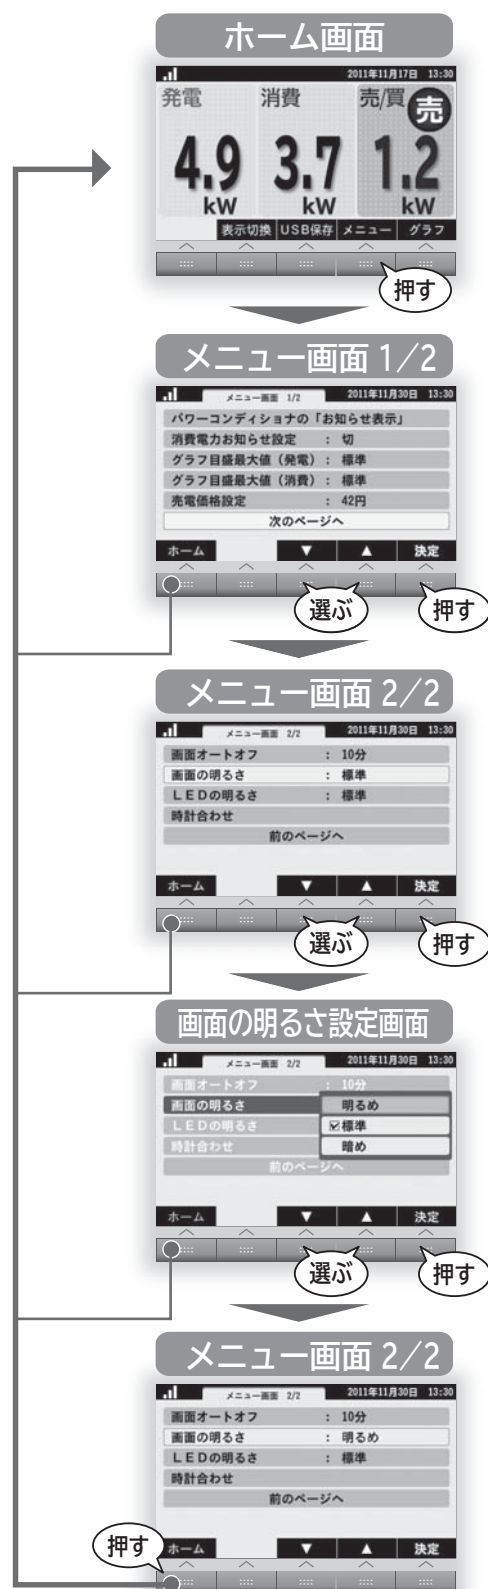 ホーム画面
2011年11月17日 13:30
発電 消費 売/買 売
4.9 3.7 1.2
kW kW kW
表示切換 USB保存 メニュー グラフ
押す
メニュー画面 1/2
メニュー画面 1/2 2011年11月30日 13:30
パワーコンディショナの「お知らせ表示」
消費電力お知らせ設定 : 切
グラフ目盛最大値（発電） : 標準
グラフ目盛最大値（消費） : 標準
売電価格設定 : 42円
次のページへ
ホーム ▼ ▲ 決定
選ぶ 押す
メニュー画面 2/2
メニュー画面 2/2 2011年11月30日 13:30
画面オートオフ : 10分
画面の明るさ : 標準
LEDの明るさ : 標準
時計合わせ
前のページへ
ホーム ▼ ▲ 決定
選ぶ 押す
画面の明るさ設定画面
メニュー画面 2/2 2011年11月30日 13:30
画面オートオフ : 10分
画面の明るさ 明るめ
LEDの明るさ ☑標準
時計合わせ 暗め
前のページへ
ホーム ▼ ▲ 決定
選ぶ 押す
メニュー画面 2/2
メニュー画面 2/2 2011年11月30日 13:30
画面オートオフ : 10分
画面の明るさ : 明るめ
LEDの明るさ : 標準
時計合わせ
前のページへ
押す
ホーム ▼ ▲ 決定